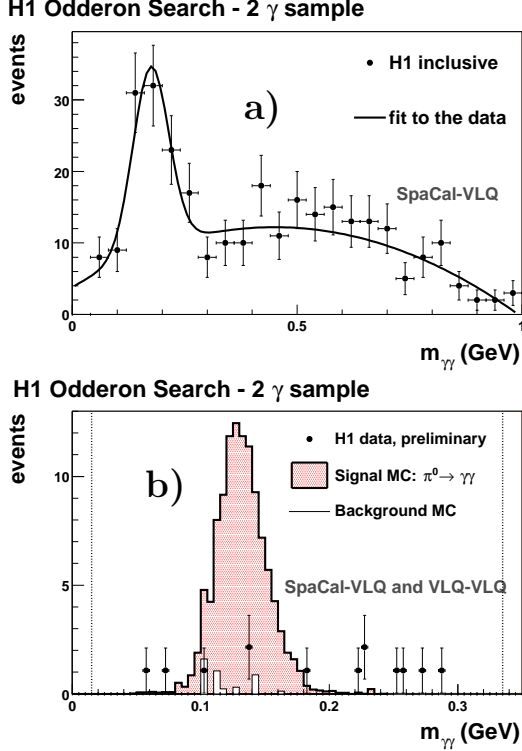 H1 Odderon Search - 2 γ sample
events
30
20
10
0
0
0.5
1
a)
H1 inclusive
fit to the data
SpaCal-VLQ
m_γγ (GeV)
H1 Odderon Search - 2 γ sample
events
10
5
0
0
0.1
0.2
0.3
b)
H1 data, preliminary
Signal MC: π⁰→ γγ
Background MC
SpaCal-VLQ and VLQ-VLQ
m_γγ (GeV)